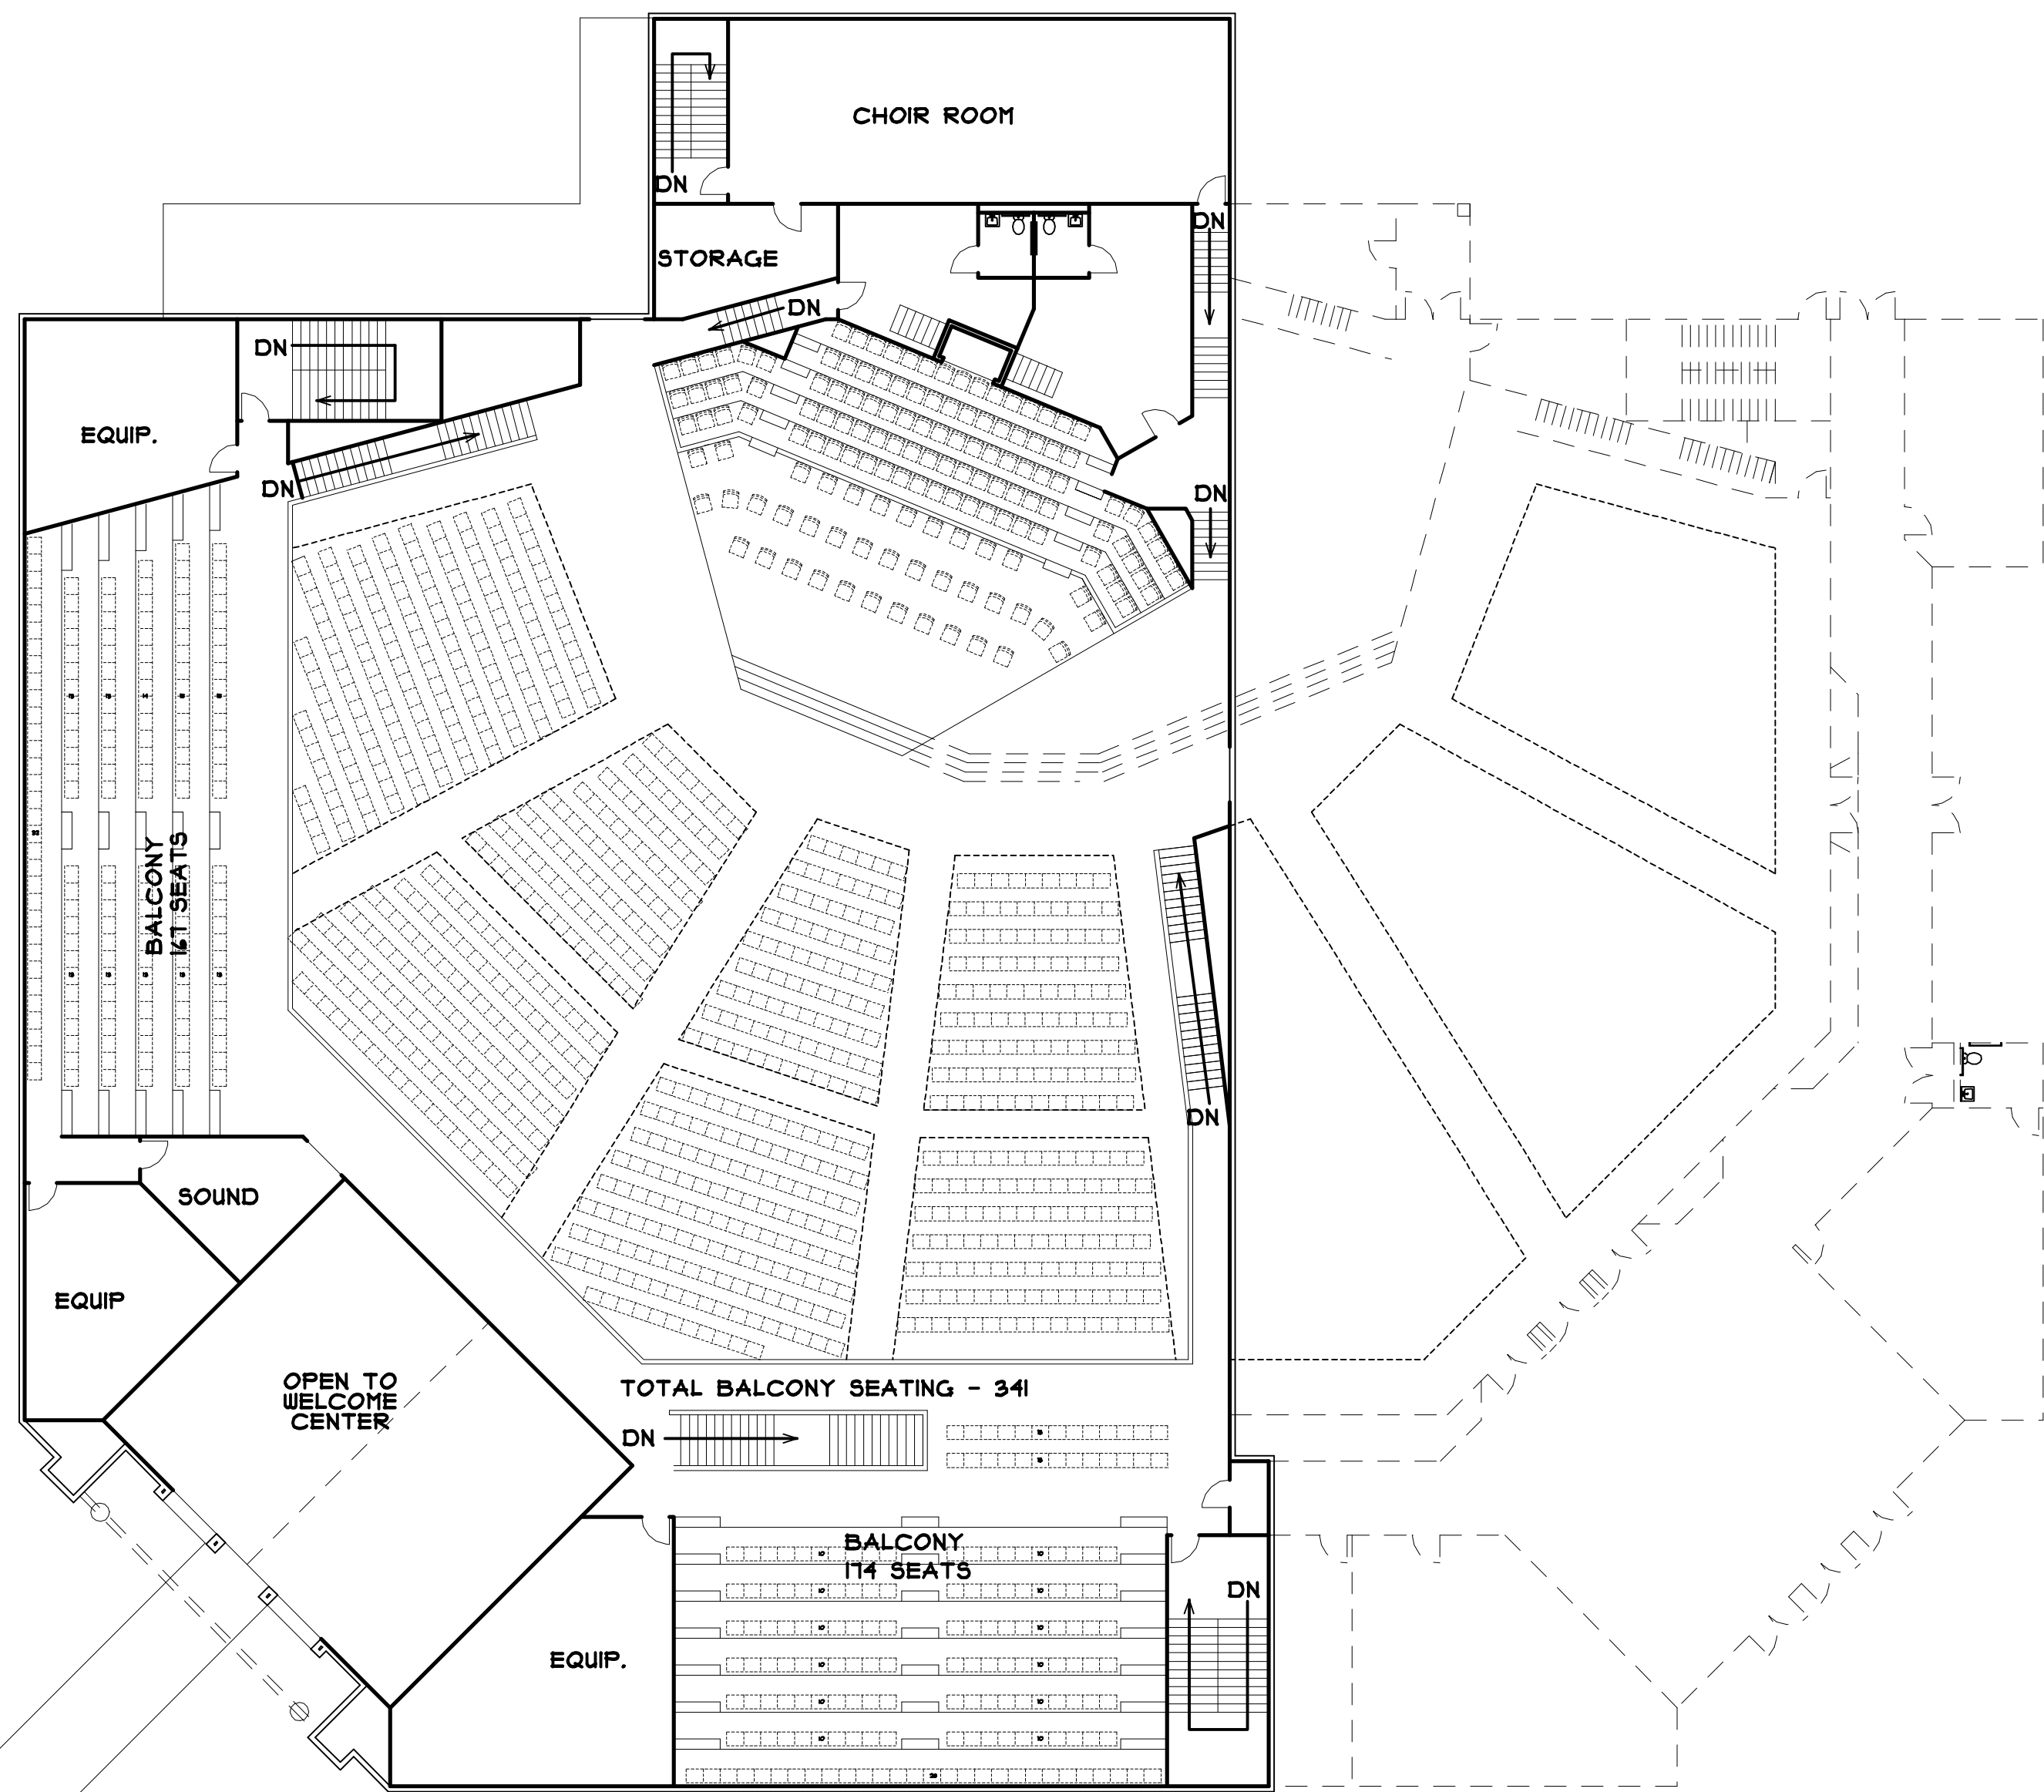 CHOIR ROOM
DN
DN
STORAGE
DN
DN
EQUIP.
DN
DN
BALCONY
167 SEATS
DN
SOUND
EQUIP
OPEN TO
WELCOME
CENTER
TOTAL BALCONY SEATING - 341
DN
BALCONY
174 SEATS
DN
EQUIP.